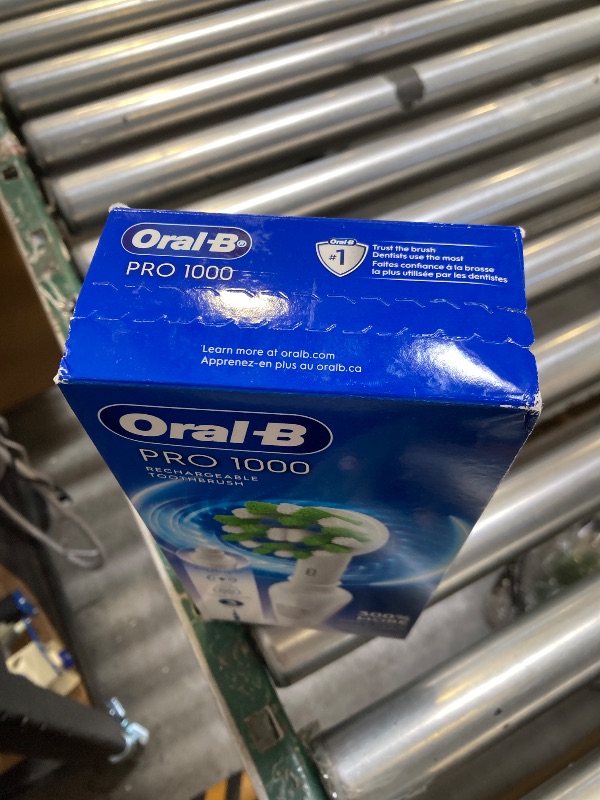 Oral-B®
PRO 1000
Oral-B
#1
Trust the brush
Dentists use the most
Faites confiance à la brosse
la plus utilisée par les dentistes
Learn more at oralb.com
Apprenez-en plus au oralb.ca
Oral-B
PRO 1000
RECHARGEABLE
TOOTHBRUSH
300%
MORE